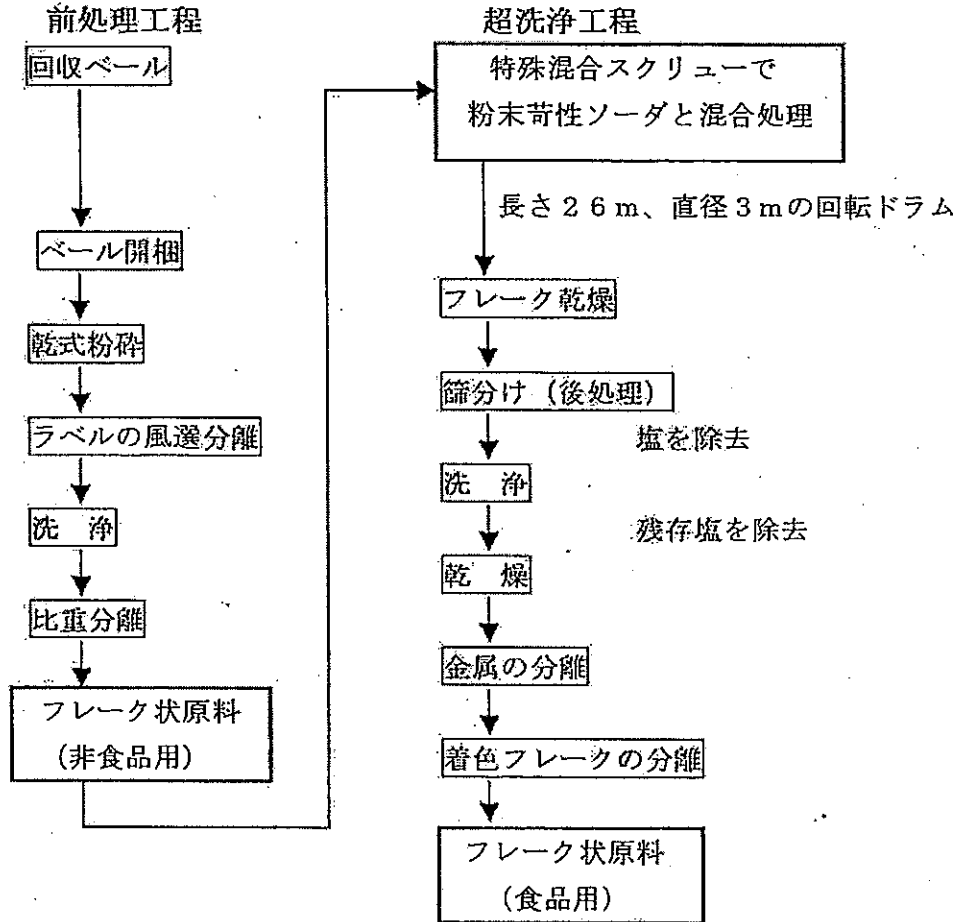 前処理工程
回収ベール
ベール開梱
乾式粉砕
ラベルの風選分離
洗　浄
比重分離
フレーク状原料
（非食品用）
超洗浄工程
特殊混合スクリューで
粉末苛性ソーダと混合処理
長さ２６ｍ、直径３ｍの回転ドラム
フレーク乾燥
篩分け（後処理）
塩を除去
洗　浄
残存塩を除去
乾　燥
金属の分離
着色フレークの分離
フレーク状原料
（食品用）